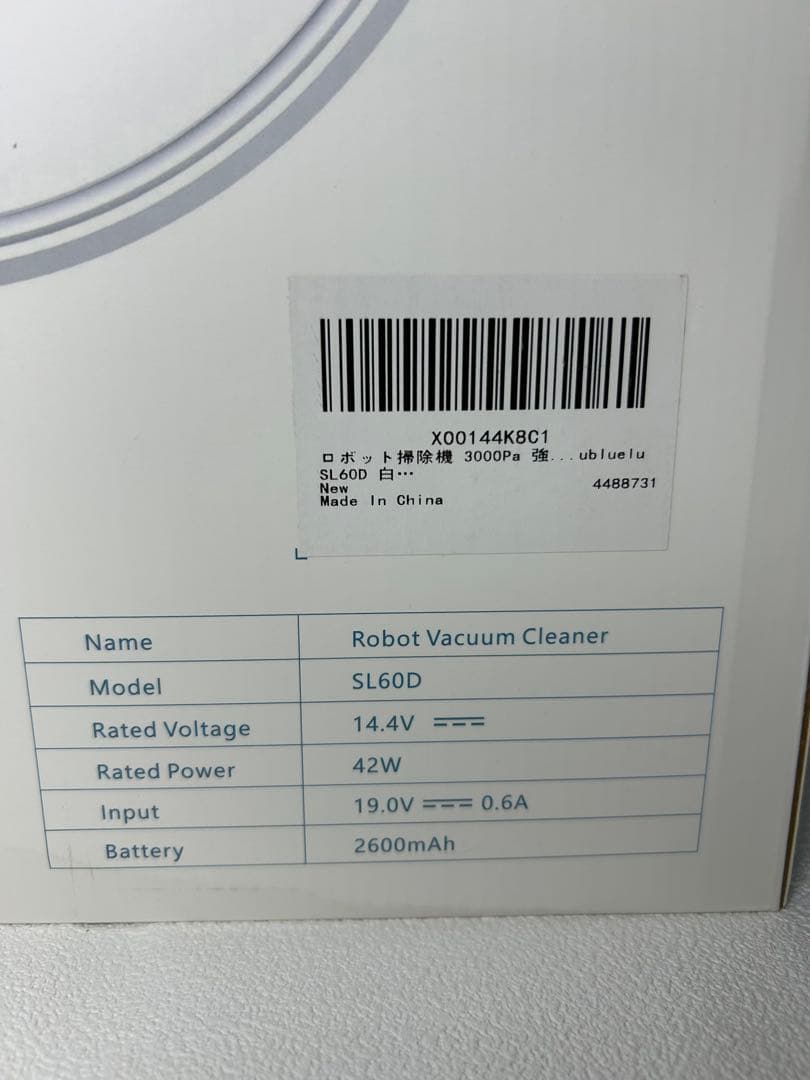 X00144K8C1
ロボット掃除機 3000Pa 強...ubluelu
SL60D 白…
New 4488731
Made In China
Name Robot Vacuum Cleaner
Model SL60D
Rated Voltage 14.4V ⎓
Rated Power 42W
Input 19.0V ⎓ 0.6A
Battery 2600mAh